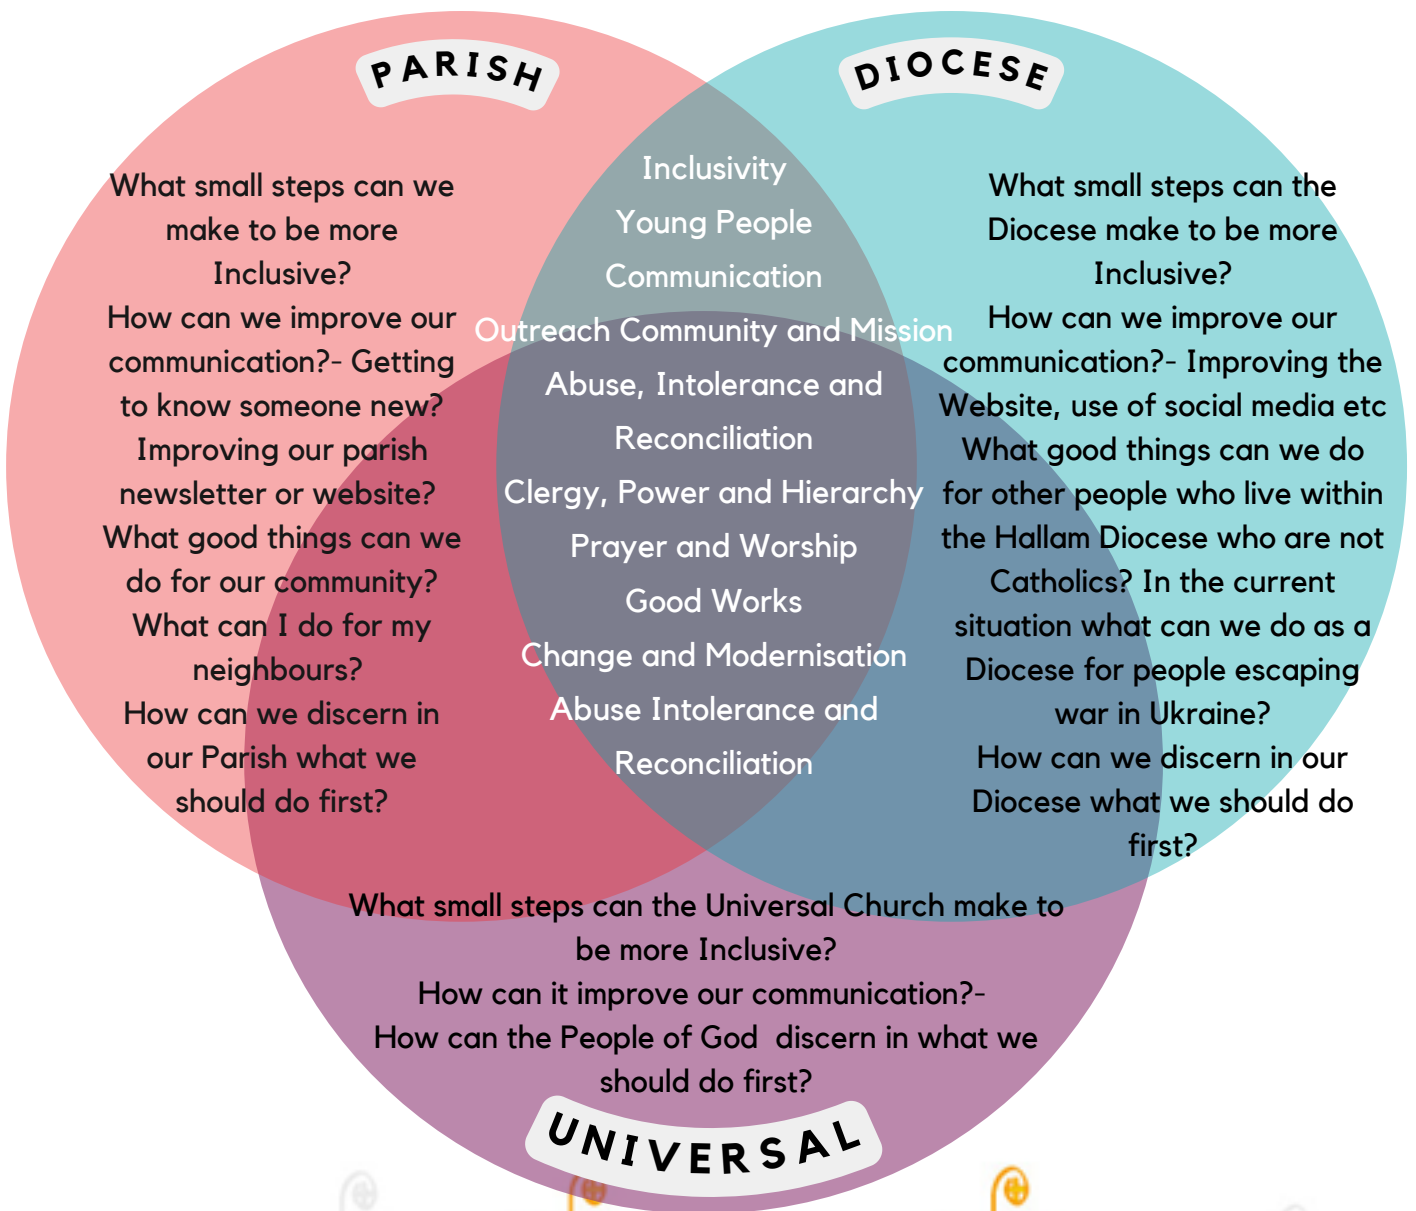 PARISH
What small steps can we
make to be more
Inclusive?
How can we improve our
communication?- Getting
to know someone new?
Improving our parish
newsletter or website?
What good things can we
do for our community?
What can I do for my
neighbours?
How can we discern in
our Parish what we
should do first?
Inclusivity
Young People
Communication
Outreach Community and Mission
Abuse, Intolerance and
Reconciliation
Clergy, Power and Hierarchy
Prayer and Worship
Good Works
Change and Modernisation
Abuse Intolerance and
Reconciliation
DIOCESE
What small steps can the
Diocese make to be more
Inclusive?
How can we improve our
communication?- Improving the
Website, use of social media etc
What good things can we do
for other people who live within
the Hallam Diocese who are not
Catholics? In the current
situation what can we do as a
Diocese for people escaping
war in Ukraine?
How can we discern in our
Diocese what we should do
first?
What small steps can the Universal Church make to
be more Inclusive?
How can it improve our communication?-
How can the People of God  discern in what we
should do first?
UNIVERSAL